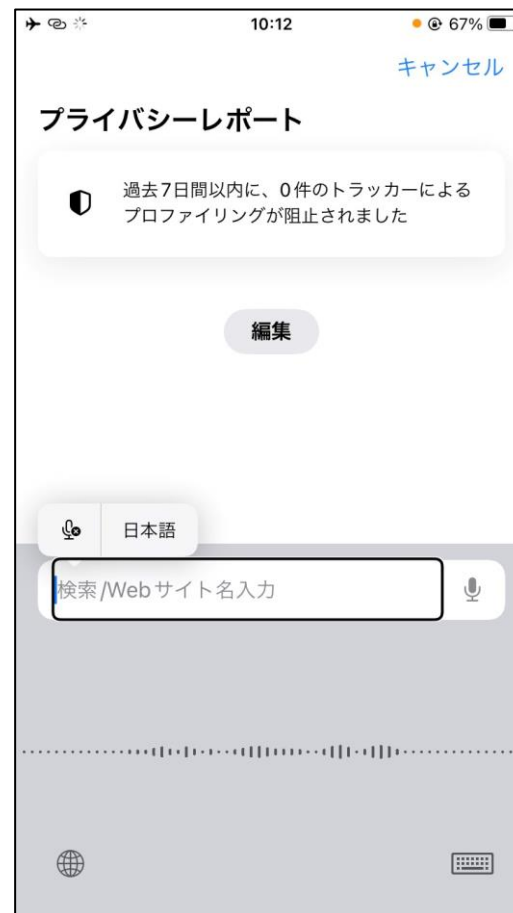 10:12
67%
キャンセル
プライバシーレポート
過去7日間以内に、0件のトラッカーによる
プロファイリングが阻止されました
編集
日本語
検索/Webサイト名入力